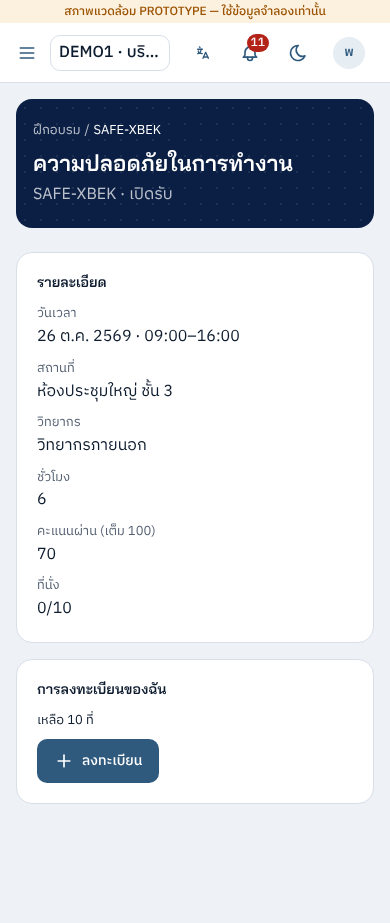 สภาพแวดล้อม PROTOTYPE — ใช้ข้อมูลจำลองเท่านั้น
DEMO1 · บริ...
11
W
ฝึกอบรม / SAFE-XBEK
ความปลอดภัยในการทำงาน
SAFE-XBEK · เปิดรับ
รายละเอียด
วันเวลา
26 ต.ค. 2569 · 09:00–16:00
สถานที่
ห้องประชุมใหญ่ ชั้น 3
วิทยากร
วิทยากรภายนอก
ชั่วโมง
6
คะแนนผ่าน (เต็ม 100)
70
ที่นั่ง
0/10
การลงทะเบียนของฉัน
เหลือ 10 ที่
ลงทะเบียน